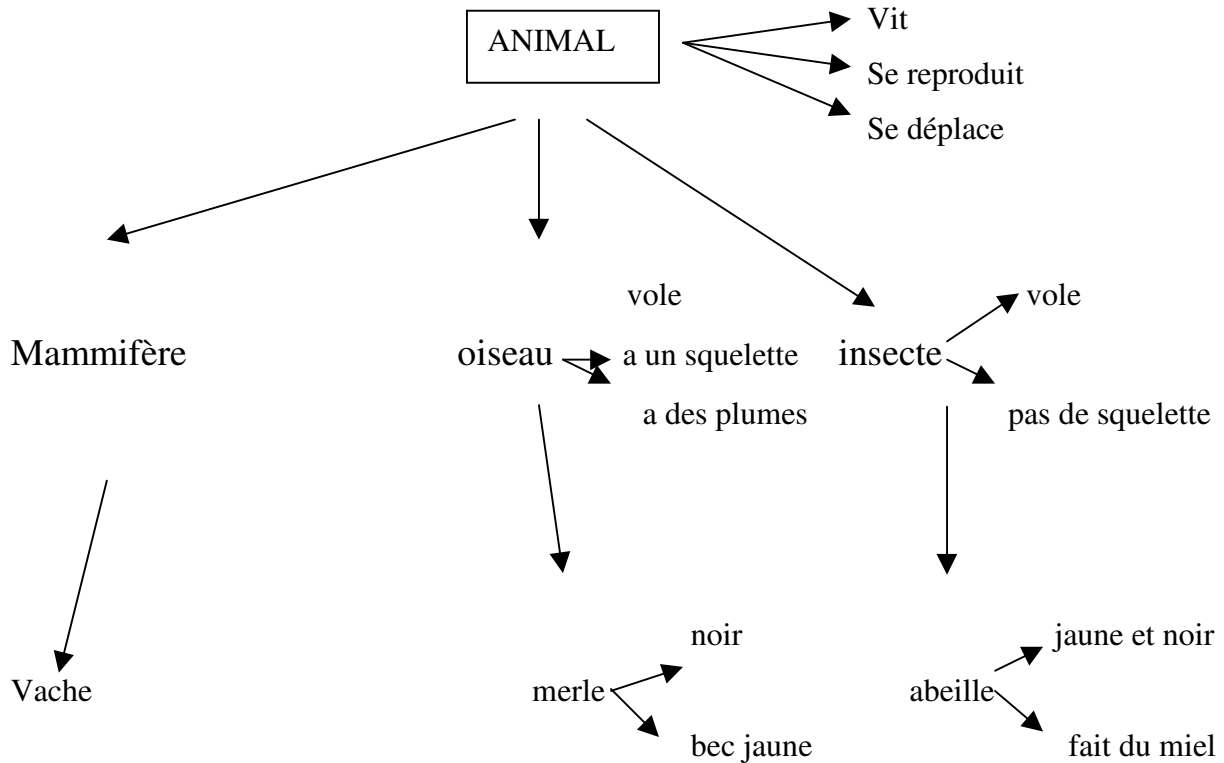 ANIMAL
Vit
Se reproduit
Se déplace
vole
vole
Mammifère
oiseau
a un squelette
insecte
a des plumes
pas de squelette
noir
jaune et noir
Vache
merle
abeille
bec jaune
fait du miel